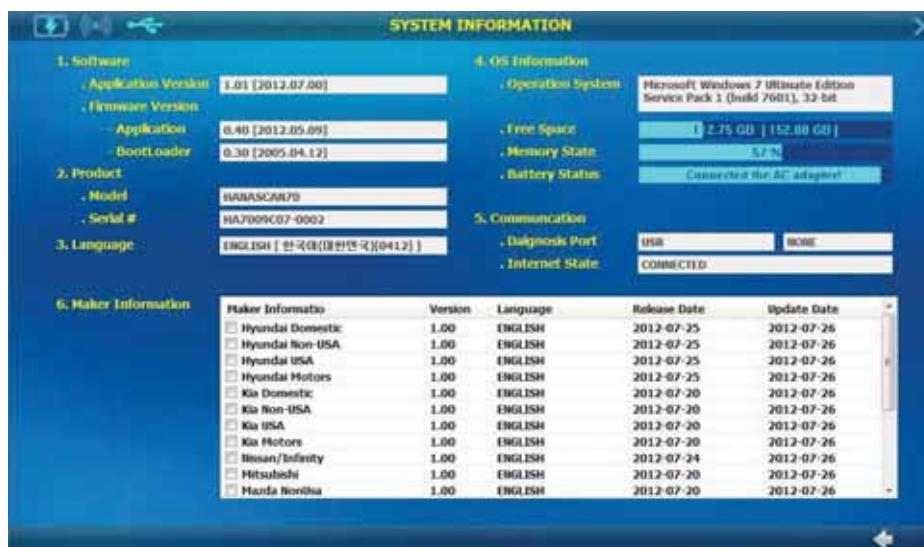 SYSTEM INFORMATION
1. Software
. Application Version 1.01 [2012.07.00]
. Firmware Version
- Application 0.40 [2012.05.09]
- BootLoader 0.30 [2005.04.12]
2. Product
. Model HANASCAN70
. Serial # HA7009C07-0002
3. Language ENGLISH [ 한국어(대한민국)[0412] ]
4. OS Information
. Operation System Microsoft Windows 7 Ultimate Edition
Service Pack 1 (build 7601), 32-bit
. Free Space 2.75 GB [ 152.88 GB ]
. Memory State 57 %
. Battery Status Connected the AC adapter!
5. Communcation
. Daignosis Port USB NONE
. Internet State CONNECTED
6. Maker Information
Maker Informatio Version Language Release Date Update Date
Hyundai Domestic 1.00 ENGLISH 2012-07-25 2012-07-26
Hyundai Non-USA 1.00 ENGLISH 2012-07-25 2012-07-26
Hyundai USA 1.00 ENGLISH 2012-07-25 2012-07-26
Hyundai Motors 1.00 ENGLISH 2012-07-25 2012-07-26
Kia Domestic 1.00 ENGLISH 2012-07-20 2012-07-26
Kia Non-USA 1.00 ENGLISH 2012-07-20 2012-07-26
Kia USA 1.00 ENGLISH 2012-07-20 2012-07-26
Kia Motors 1.00 ENGLISH 2012-07-20 2012-07-26
Nissan/Infinity 1.00 ENGLISH 2012-07-24 2012-07-26
Mitsubishi 1.00 ENGLISH 2012-07-20 2012-07-26
Mazda NonUsa 1.00 ENGLISH 2012-07-20 2012-07-26